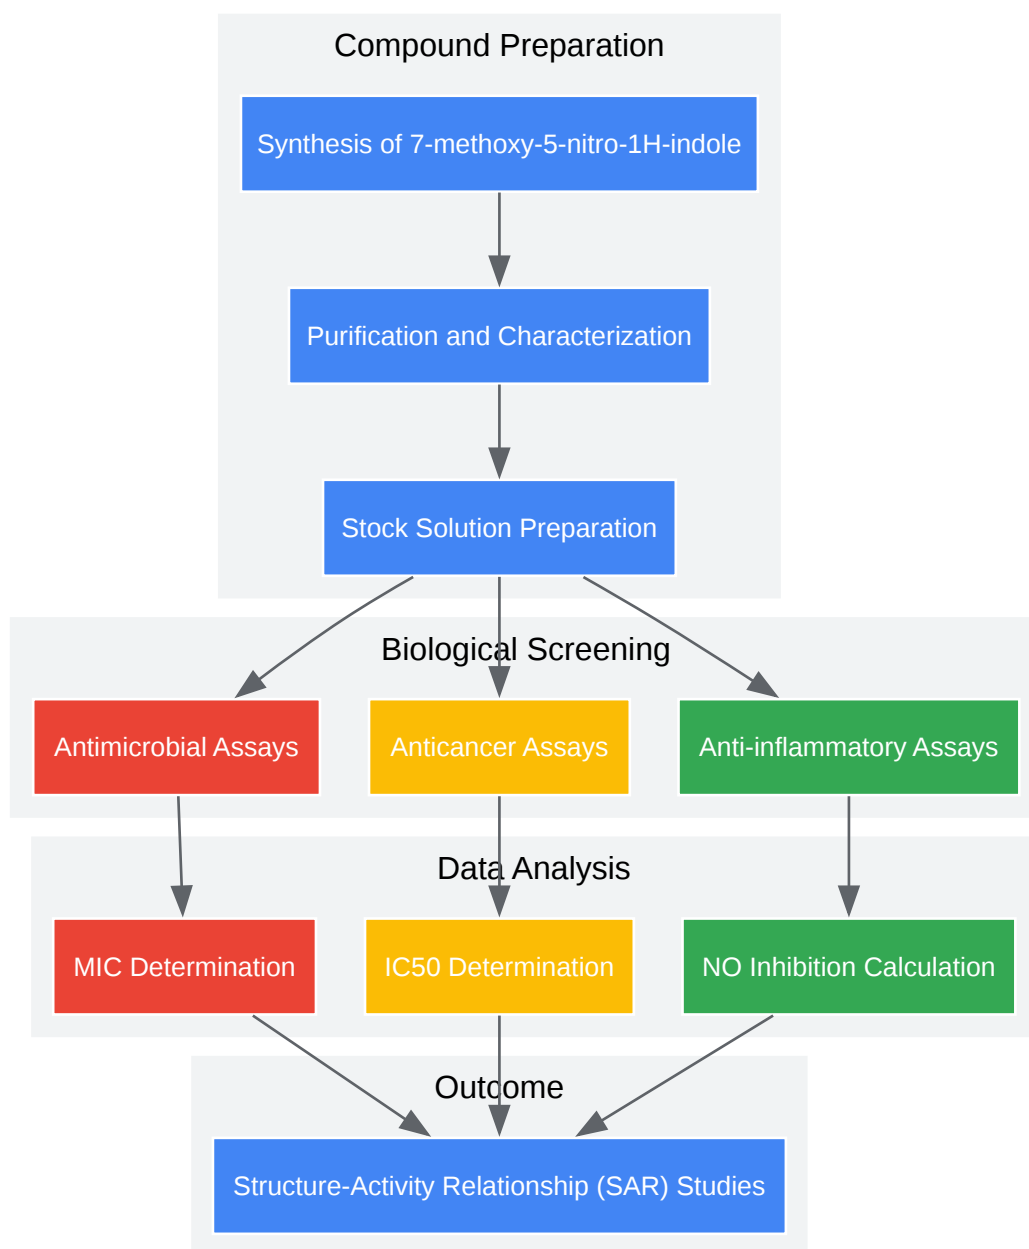 Compound Preparation
Synthesis of 7-methoxy-5-nitro-1H-indole
Purification and Characterization
Stock Solution Preparation
Biological Screening
Antimicrobial Assays
Anticancer Assays
Anti-inflammatory Assays
Data Analysis
MIC Determination
IC50 Determination
NO Inhibition Calculation
Outcome
Structure-Activity Relationship (SAR) Studies